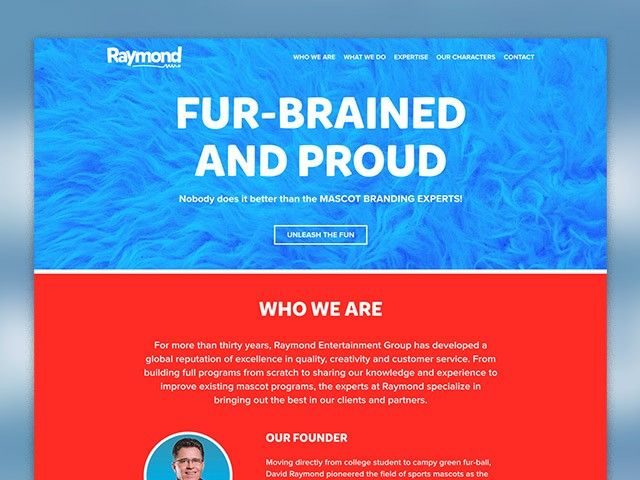 Raymond
WHO WE ARE WHAT WE DO EXPERTISE OUR CHARACTERS CONTACT
FUR-BRAINED
AND PROUD
Nobody does it better than the MASCOT BRANDING EXPERTS!
UNLEASH THE FUN
WHO WE ARE
For more than thirty years, Raymond Entertainment Group has developed a
global reputation of excellence in quality, creativity and customer service. From
building full programs from scratch to sharing our knowledge and experience to
improve existing mascot programs, the experts at Raymond specialize in
bringing out the best in our clients and partners.
OUR FOUNDER
Moving directly from college student to campy green fur-ball,
David Raymond pioneered the field of sports mascots as the